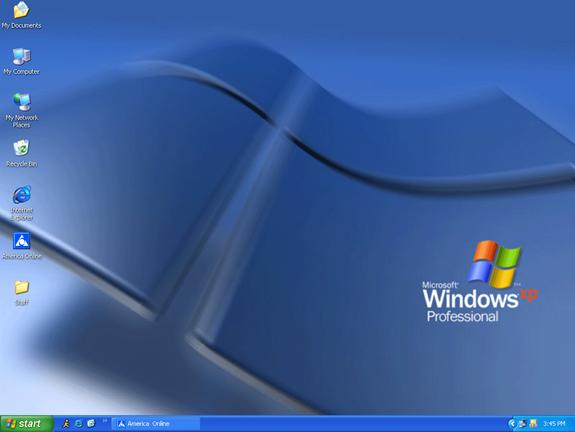 My Documents
My Computer
My Network
Places
Recycle Bin
Internet
Explorer
America Online
Stuff
Microsoft®
Windows xp
Professional
start
America Online
3:45 PM